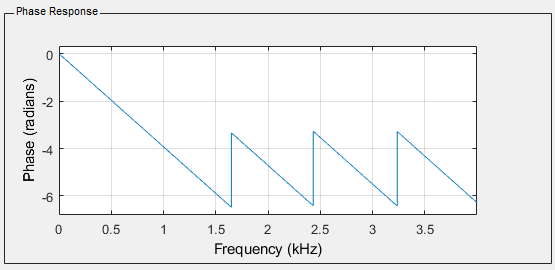 Phase Response
Phase (radians)
0
-2
-4
-6
0 0.5 1 1.5 2 2.5 3 3.5
Frequency (kHz)